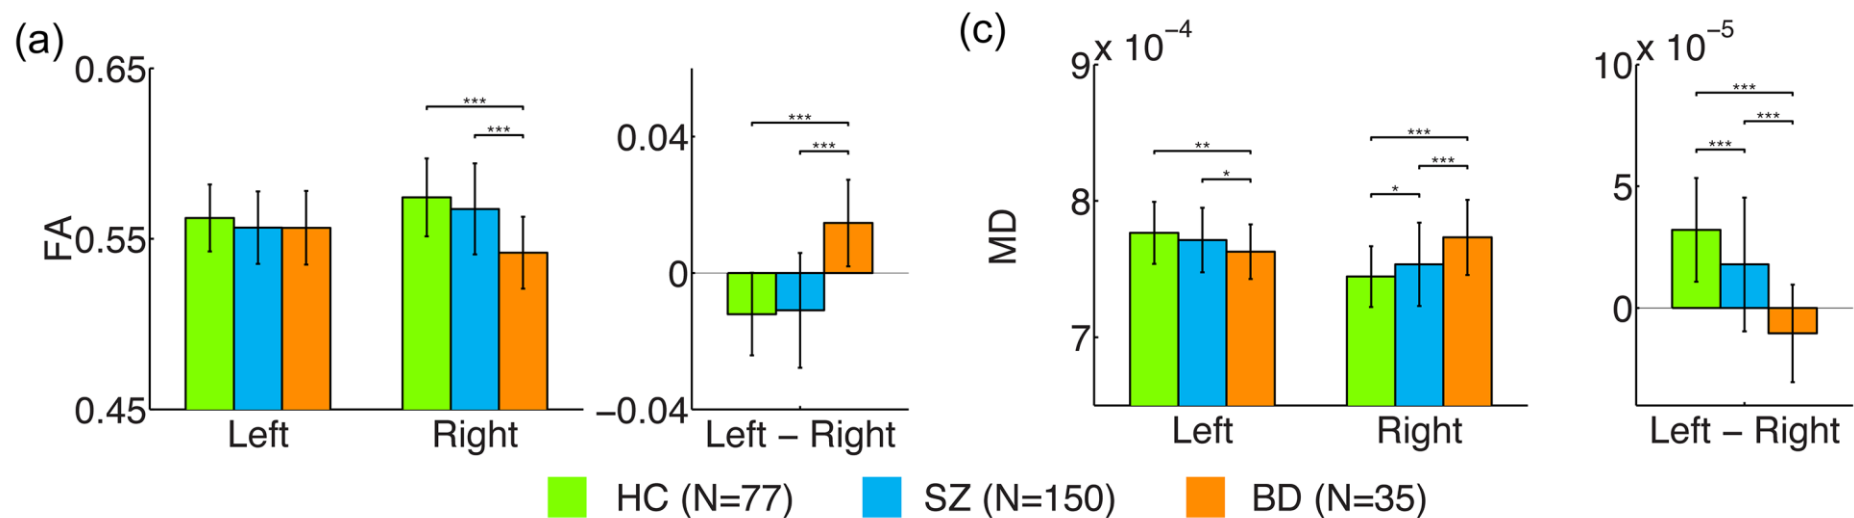 (a)
(c)
0.65
0.55
0.45
FA
***
***
Left
Right
0.04
0
−0.04
***
***
Left − Right
9 x 10⁻⁴
8
7
MD
**
*
***
***
*
Left
Right
10 x 10⁻⁵
5
0
***
***
***
Left − Right
HC (N=77)
SZ (N=150)
BD (N=35)